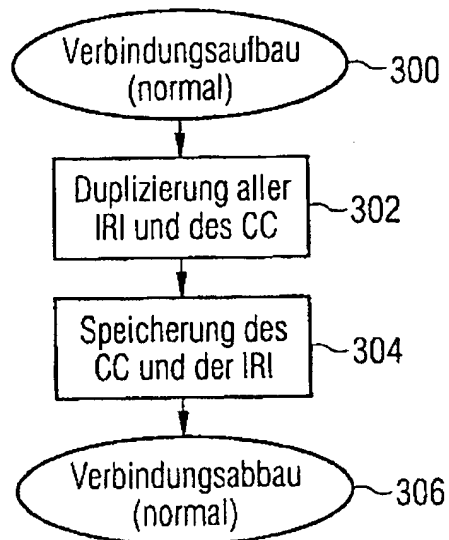 Verbindungsaufbau
(normal)
300
Duplizierung aller
IRI und des CC
302
Speicherung des
CC und der IRI
304
Verbindungsabbau
(normal)
306